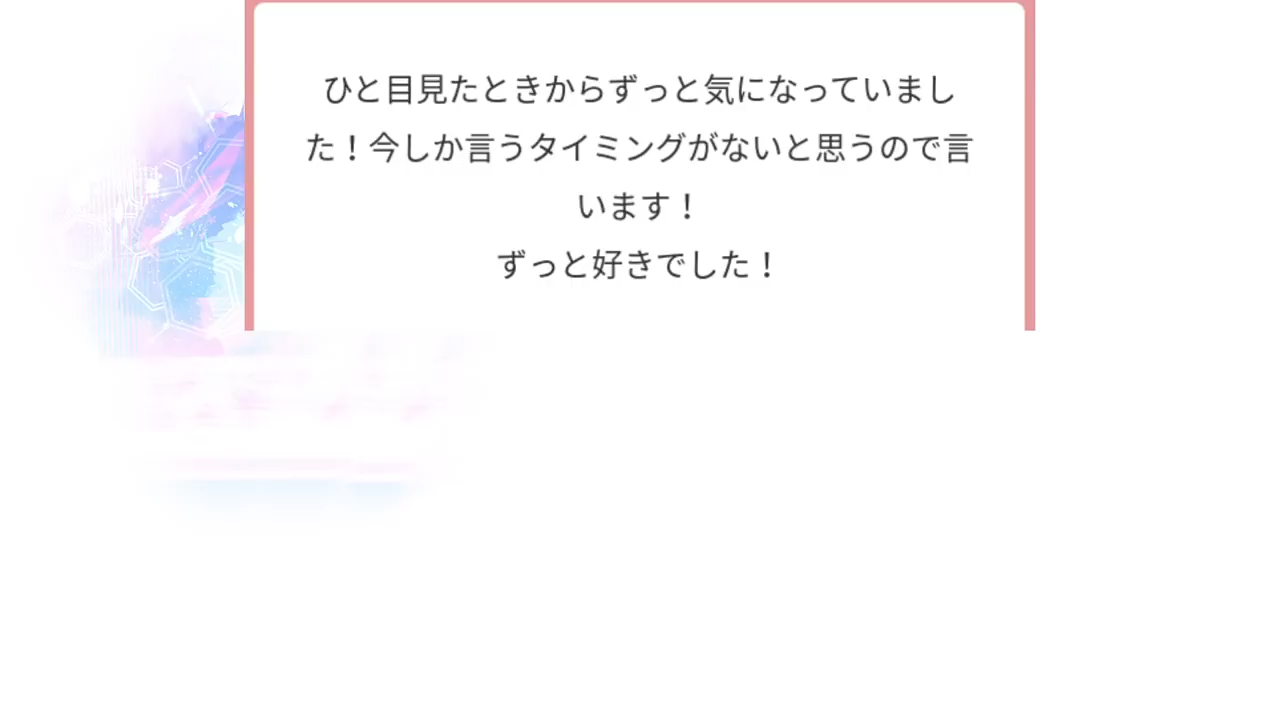 ひと目見たときからずっと気になっていまし
た！今しか言うタイミングがないと思うので言
います！
ずっと好きでした！